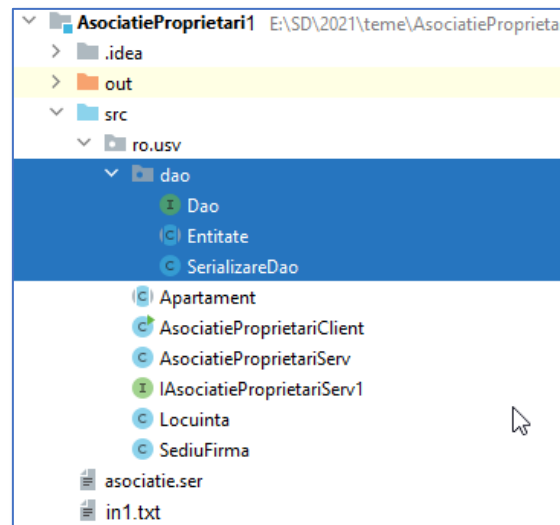 AsociatieProprietari1 E:\SD\2021\teme\AsociatiePropriet
.idea
out
src
ro.usv
dao
I Dao
C Entitate
C SerializareDao
C Apartament
C AsociatieProprietariClient
C AsociatieProprietariServ
I IAsociatieProprietariServ1
C Locuinta
C SediuFirma
asociatie.ser
in1.txt